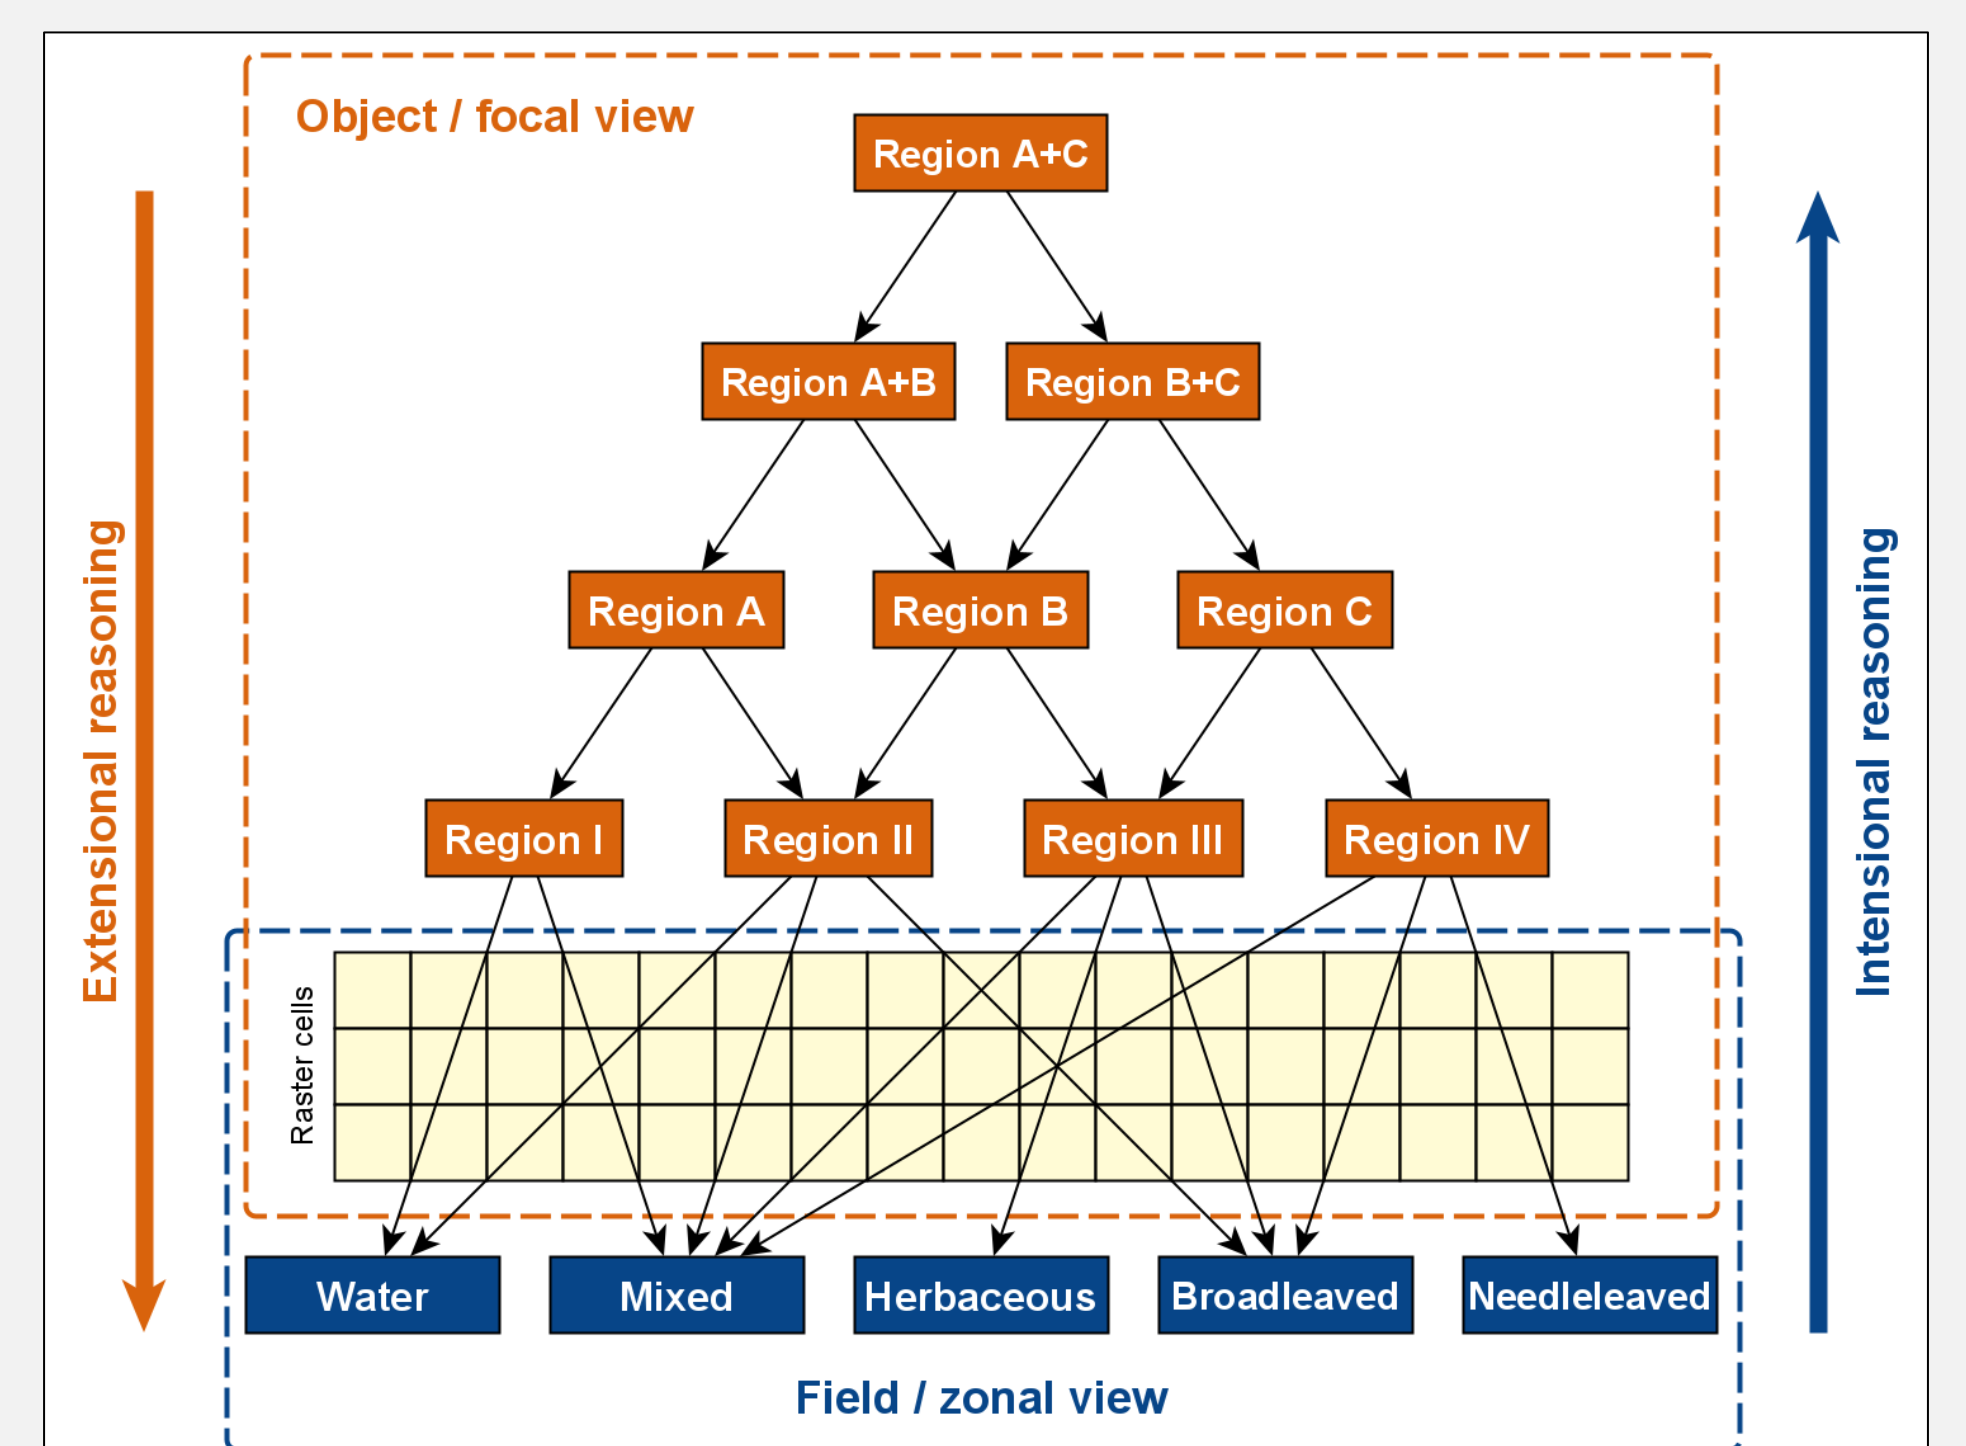 Object / focal view
Region A+C
Region A+B
Region B+C
Extensional reasoning
Intensional reasoning
Region A
Region B
Region C
Region I
Region II
Region III
Region IV
Raster cells
Water
Mixed
Herbaceous
Broadleaved
Needleleaved
Field / zonal view